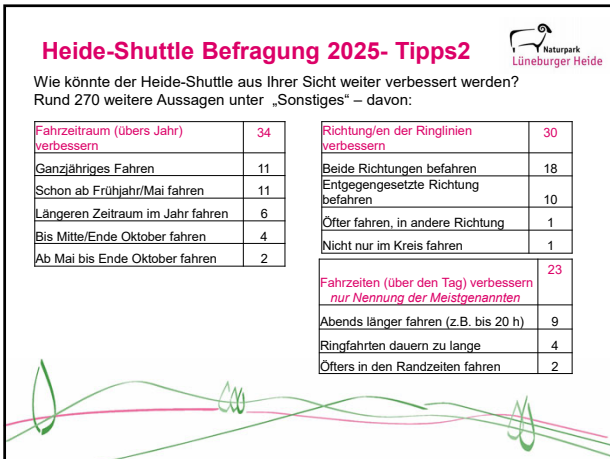 Heide-Shuttle Befragung 2025- Tipps2
Naturpark
Lüneburger Heide
Wie könnte der Heide-Shuttle aus Ihrer Sicht weiter verbessert werden?
Rund 270 weitere Aussagen unter „Sonstiges“ – davon:
Fahrzeitraum (übers Jahr) 34
verbessern
Ganzjähriges Fahren 11
Schon ab Frühjahr/Mai fahren 11
Längeren Zeitraum im Jahr fahren 6
Bis Mitte/Ende Oktober fahren 4
Ab Mai bis Ende Oktober fahren 2
Richtung/en der Ringlinien 30
verbessern
Beide Richtungen befahren 18
Entgegengesetzte Richtung
befahren 10
Öfter fahren, in andere Richtung 1
Nicht nur im Kreis fahren 1
23
Fahrzeiten (über den Tag) verbessern
nur Nennung der Meistgenannten
Abends länger fahren (z.B. bis 20 h) 9
Ringfahrten dauern zu lange 4
Öfters in den Randzeiten fahren 2